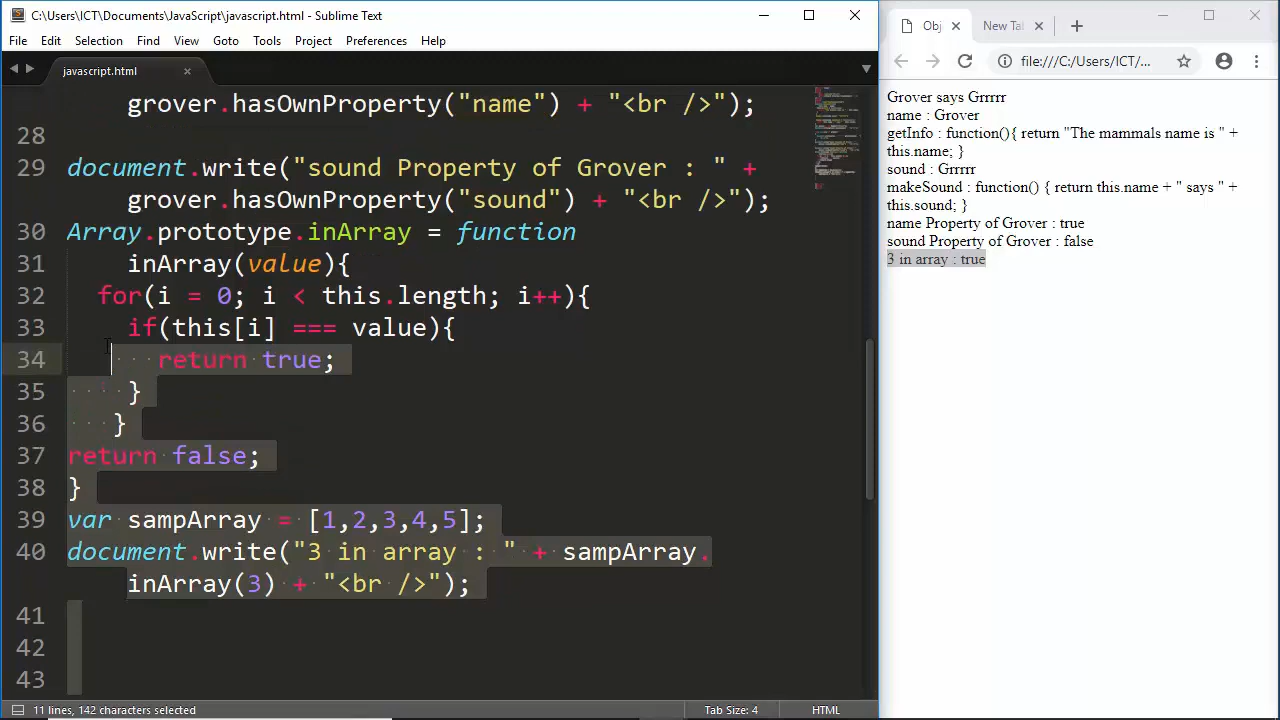 C:\Users\ICT\Documents\JavaScript\javascript.html - Sublime Text
File Edit Selection Find View Goto Tools Project Preferences Help
javascript.html
grover.hasOwnProperty("name") + "<br />");
28
29 document.write("sound Property of Grover : " +
grover.hasOwnProperty("sound") + "<br />");
30 Array.prototype.inArray = function
31 inArray(value){
32 for(i = 0; i < this.length; i++){
33 if(this[i] === value){
34 return true;
35 }
36 }
37 return false;
38 }
39 var sampArray = [1,2,3,4,5];
40 document.write("3 in array : " + sampArray.
inArray(3) + "<br />");
41
42
43
11 lines, 142 characters selected
Tab Size: 4
HTML
Obj
New Tal
file:///C:/Users/ICT/...
Grover says Grrrrr
name : Grover
getInfo : function(){ return "The mammals name is " +
this.name; }
sound : Grrrrr
makeSound : function() { return this.name + " says " +
this.sound; }
name Property of Grover : true
sound Property of Grover : false
3 in array : true